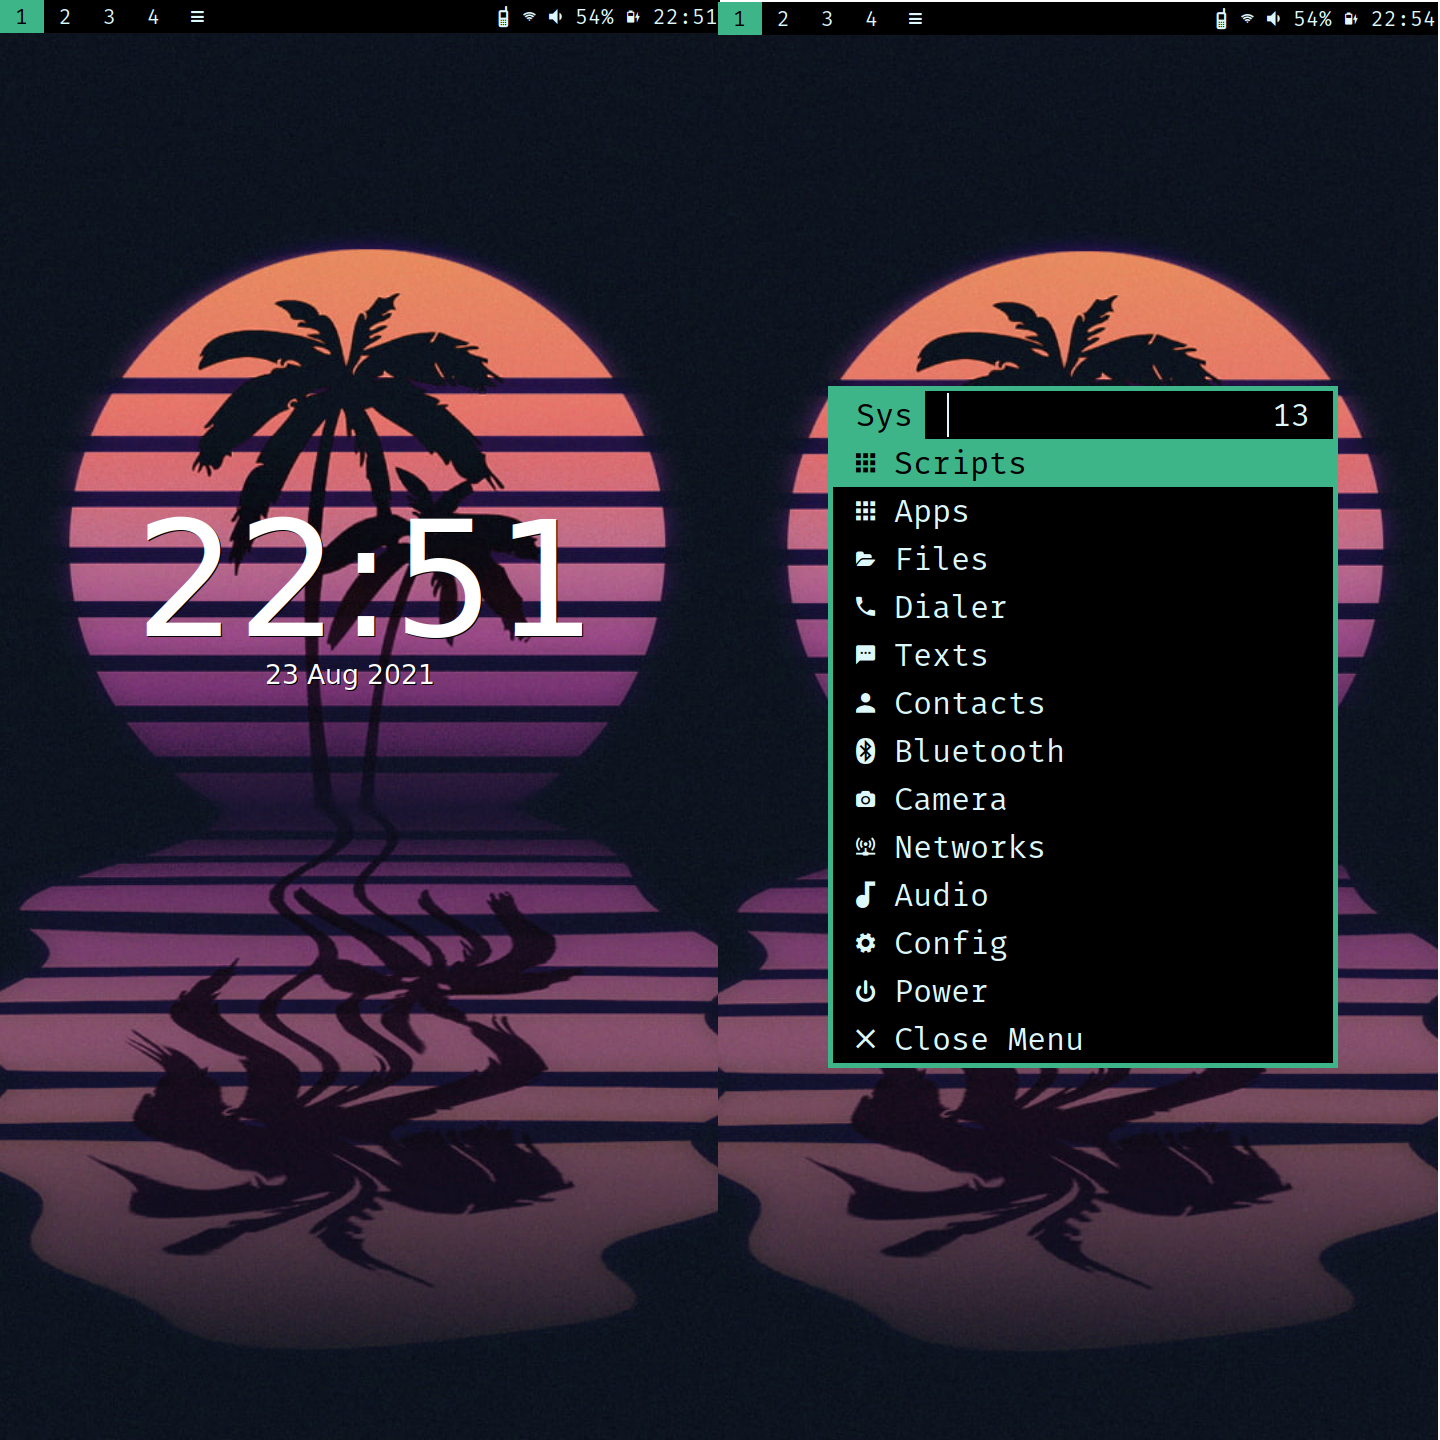 1 2 3 4 54% 22:51
22:51
23 Aug 2021
1 2 3 4 54% 22:54
Sys 13
Scripts
Apps
Files
Dialer
Texts
Contacts
Bluetooth
Camera
Networks
Audio
Config
Power
Close Menu